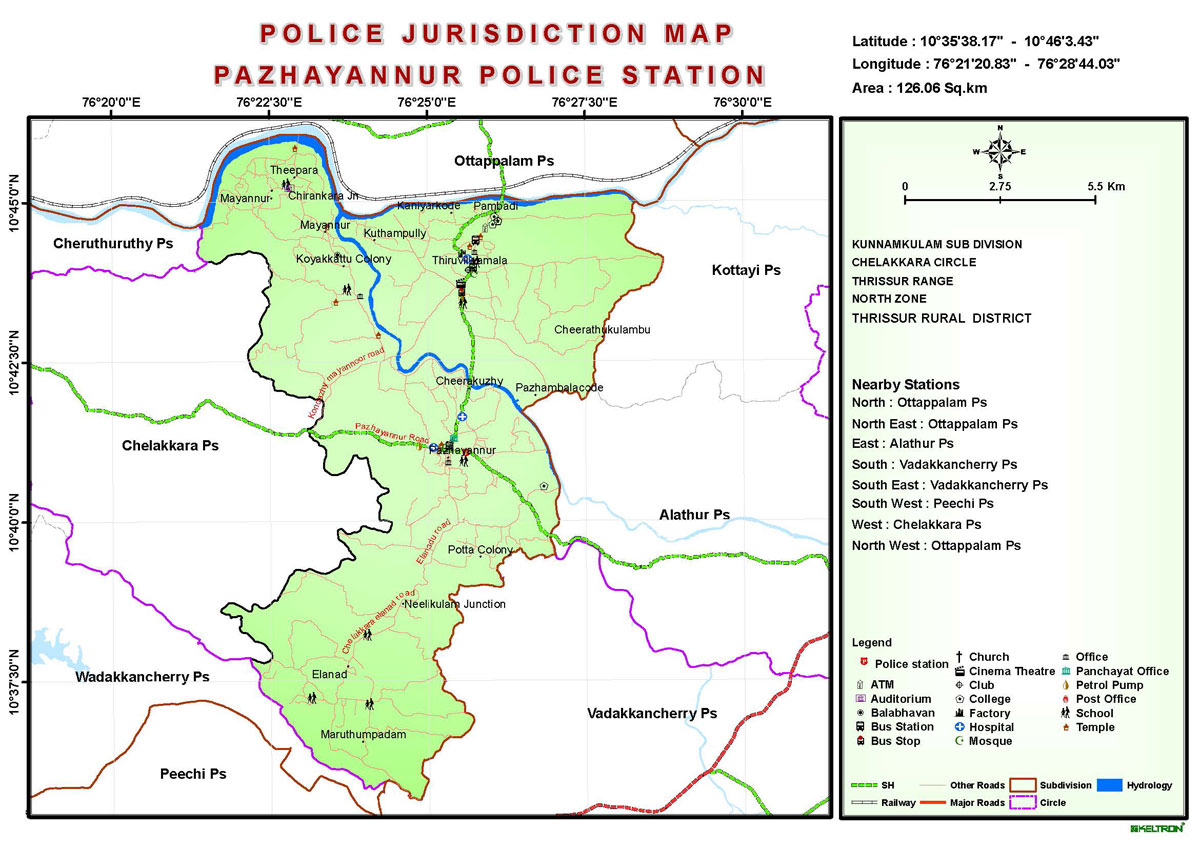 POLICE JURISDICTION MAP
PAZHAYANNUR POLICE STATION
Latitude : 10°35'38.17" - 10°46'3.43"
Longitude : 76°21'20.83" - 76°28'44.03"
Area : 126.06 Sq.km
76°20'0"E
76°22'30"E
76°25'0"E
76°27'30"E
76°30'0"E
10°45'0"N
10°42'30"N
10°40'0"N
10°37'30"N
Ottappalam Ps
Theepara
Mayannur
Chirankara Jn
Kaniyarkode
Pambadi
Mayannur
Kuthampully
Cheruthuruthy Ps
Koyakkattu Colony
Thiruvilwamala
Kottayi Ps
Cheerathukulambu
Kondazhy mayannoor road
Cheerakuzhy
Pazhambalacode
Pazhayannur Road
Chelakkara Ps
Pazhayannur
Alathur Ps
Elanadu road
Potta Colony
Chelakkara elanad road
Neelikulam Junction
Elanad
Wadakkancherry Ps
Vadakkancherry Ps
Maruthumpadam
Peechi Ps
N
W
E
S
0
2.75
5.5 Km
KUNNAMKULAM SUB DIVISION
CHELAKKARA CIRCLE
THRISSUR RANGE
NORTH ZONE
THRISSUR RURAL DISTRICT
Nearby Stations
North : Ottappalam Ps
North East : Ottappalam Ps
East : Alathur Ps
South : Vadakkancherry Ps
South East : Vadakkancherry Ps
South West : Peechi Ps
West : Chelakkara Ps
North West : Ottappalam Ps
Legend
Police station
ATM
Auditorium
Balabhavan
Bus Station
Bus Stop
Church
Cinema Theatre
Club
College
Factory
Hospital
Mosque
Office
Panchayat Office
Petrol Pump
Post Office
School
Temple
SH
Other Roads
Subdivision
Hydrology
Railway
Major Roads
Circle
KELTRON